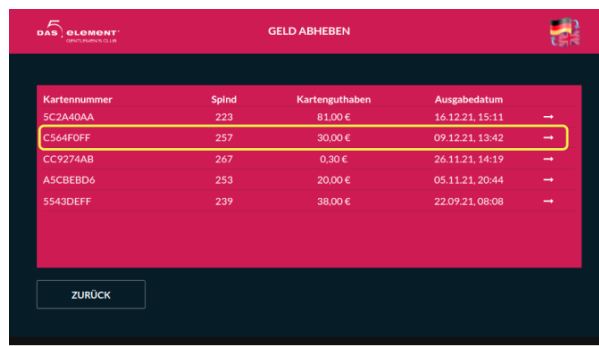 DAS 5 element
GENTLEMEN'S CLUB
GELD ABHEBEN
Kartennummer Spind Kartenguthaben Ausgabedatum
5C2A40AA 223 81,00 € 16.12.21, 15:11 →
C564F0FF 257 30,00 € 09.12.21, 13:42 →
CC9274AB 267 0,30 € 26.11.21, 14:19 →
A5CBEBD6 253 20,00 € 05.11.21, 20:44 →
5543DEFF 239 38,00 € 22.09.21, 08:08 →
ZURÜCK